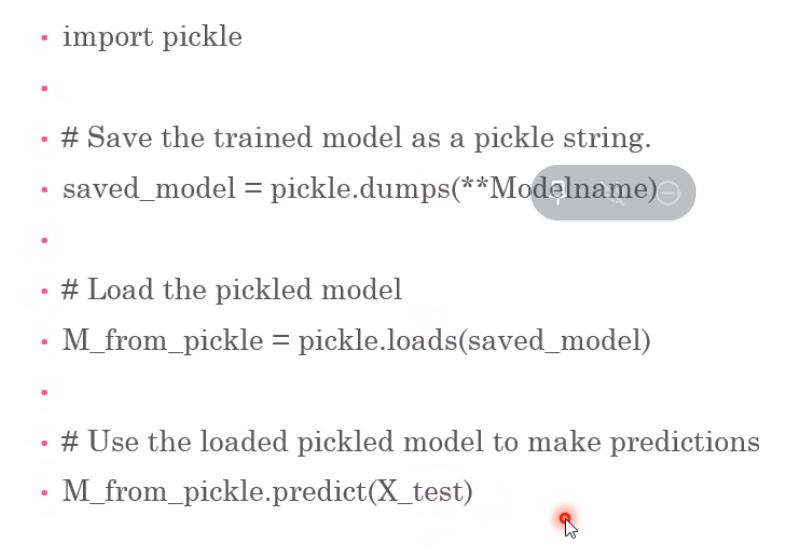 import pickle
# Save the trained model as a pickle string.
saved_model = pickle.dumps(**Modelname)
# Load the pickled model
M_from_pickle = pickle.loads(saved_model)
# Use the loaded pickled model to make predictions
M_from_pickle.predict(X_test)